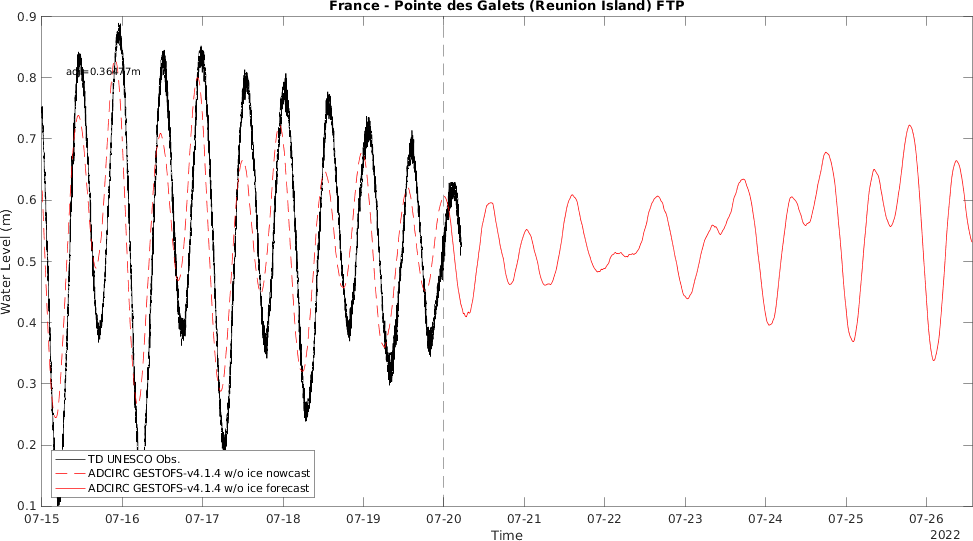 France - Pointe des Galets (Reunion Island) FTP
0.9
0.8
0.7
0.6
0.5
0.4
0.3
0.2
0.1
Water Level (m)
adj=0.36477m
TD UNESCO Obs.
ADCIRC GESTOFS-v4.1.4 w/o ice nowcast
ADCIRC GESTOFS-v4.1.4 w/o ice forecast
07-15 07-16 07-17 07-18 07-19 07-20 07-21 07-22 07-23 07-24 07-25 07-26
Time
2022